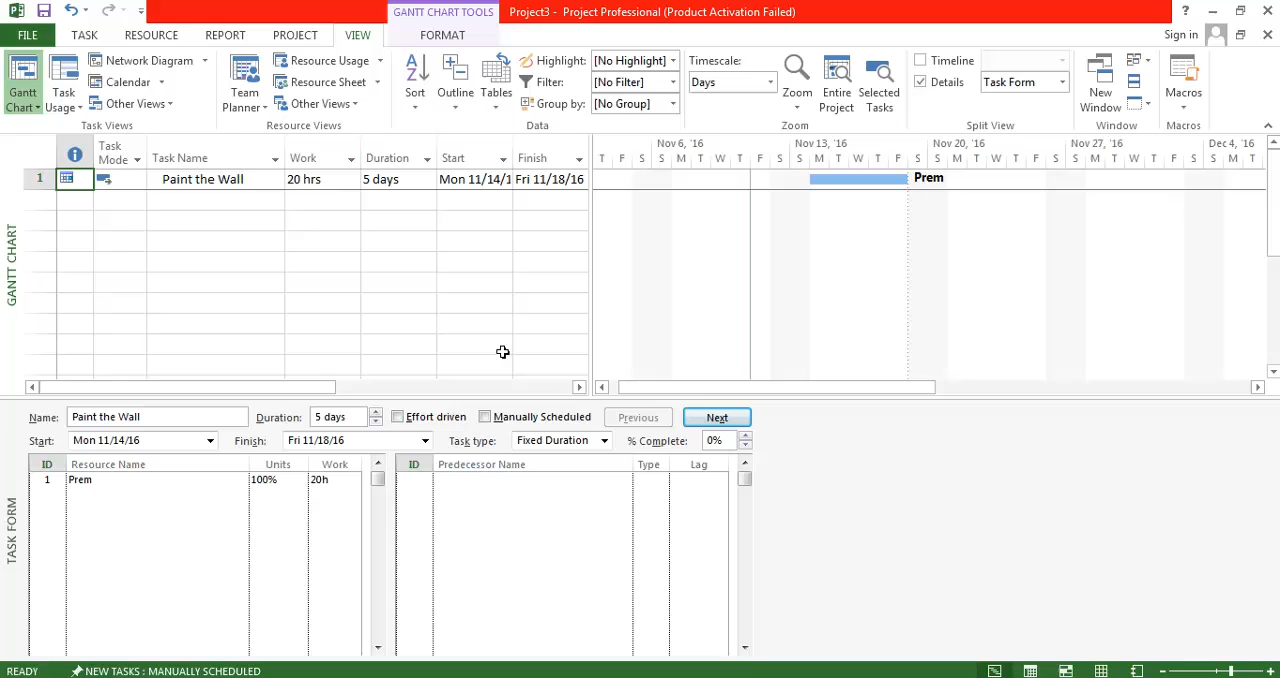 GANTT CHART TOOLS
Project3 - Project Professional (Product Activation Failed)
?
FILE TASK RESOURCE REPORT PROJECT VIEW FORMAT Sign in
Gantt Chart
Task Usage
Network Diagram
Calendar
Other Views
Task Views
Team Planner
Resource Usage
Resource Sheet
Other Views
Resource Views
A Z
Sort
Outline
Tables
Highlight: [No Highlight]
Filter: [No Filter]
Group by: [No Group]
Data
Timescale:
Days
Zoom
Entire Project
Selected Tasks
Zoom
Timeline
Details Task Form
Split View
New Window
Window
Macros
Macros
Task Mode Task Name Work Duration Start Finish
Nov 6, '16 Nov 13, '16 Nov 20, '16 Nov 27, '16 Dec 4, '16
T F S S M T W T F S S M T W T F S S M T W T F S S M T W T F S S M T
1 Paint the Wall 20 hrs 5 days Mon 11/14/1 Fri 11/18/16 Prem
GANTT CHART
Name: Paint the Wall Duration: 5 days Effort driven Manually Scheduled Previous Next
Start: Mon 11/14/16 Finish: Fri 11/18/16 Task type: Fixed Duration % Complete: 0%
ID Resource Name Units Work ID Predecessor Name Type Lag
1 Prem 100% 20h
TASK FORM
READY NEW TASKS : MANUALLY SCHEDULED